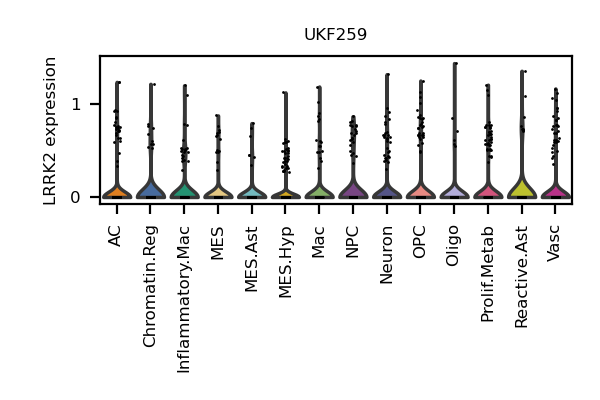 UKF259
LRRK2 expression
1
0
AC
Chromatin.Reg
Inflammatory.Mac
MES
MES.Ast
MES.Hyp
Mac
NPC
Neuron
OPC
Oligo
Prolif.Metab
Reactive.Ast
Vasc